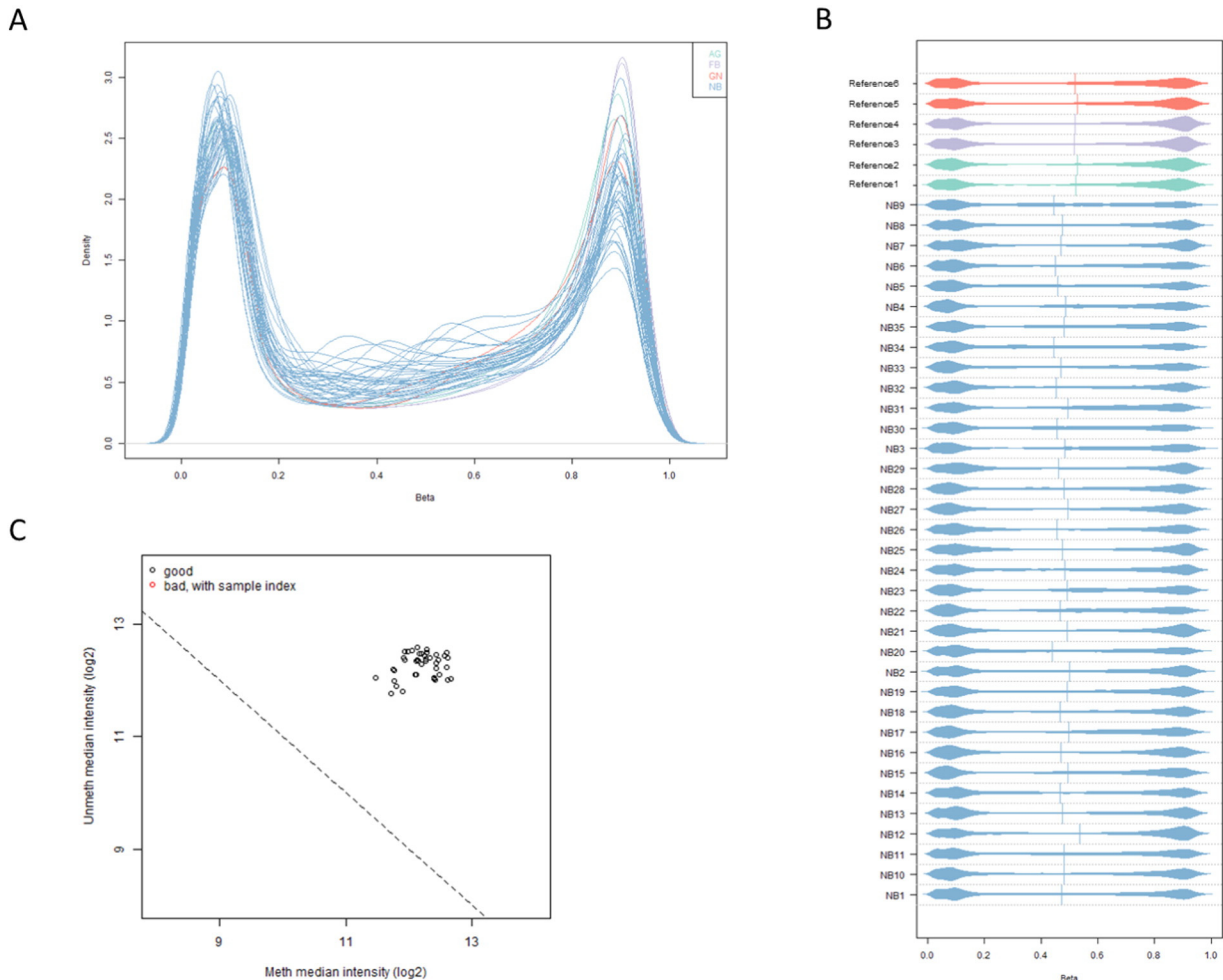 A
AG
FB
GN
NB
3.0
2.5
2.0
1.5
1.0
0.5
0.0
Density
0.0 0.2 0.4 0.6 0.8 1.0
Beta
B
Reference6
Reference5
Reference4
Reference3
Reference2
Reference1
NB9
NB8
NB7
NB6
NB5
NB4
NB35
NB34
NB33
NB32
NB31
NB30
NB3
NB29
NB28
NB27
NB26
NB25
NB24
NB23
NB22
NB21
NB20
NB2
NB19
NB18
NB17
NB16
NB15
NB14
NB13
NB12
NB11
NB10
NB1
0.0 0.2 0.4 0.6 0.8 1.0
Beta
C
good
bad, with sample index
13
11
9
Unmeth median intensity (log2)
9 11 13
Meth median intensity (log2)